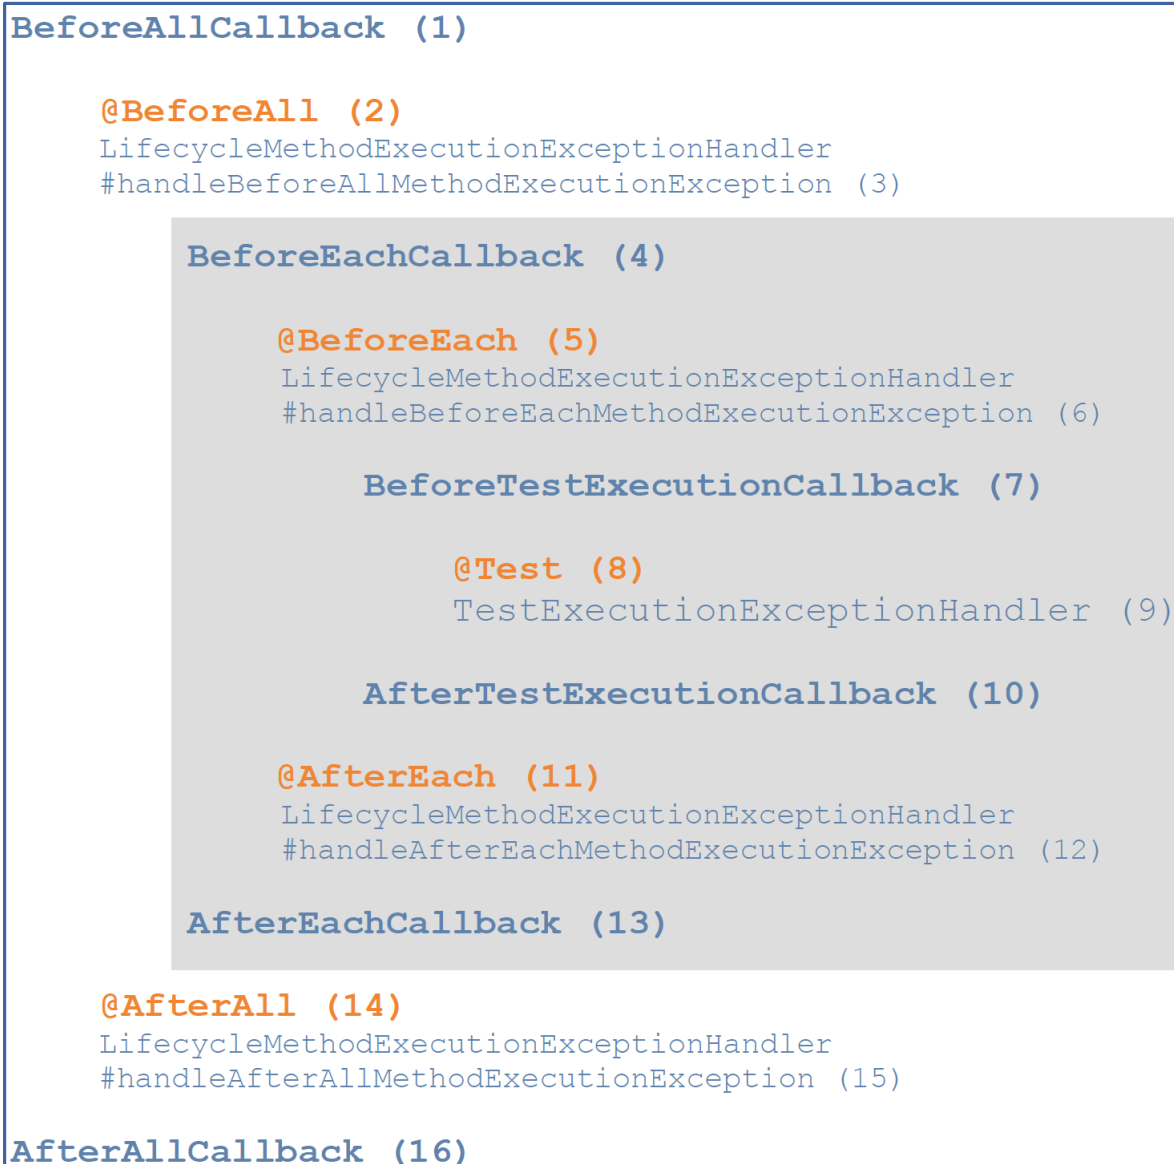 BeforeAllCallback (1)
@BeforeAll (2)
LifecycleMethodExecutionExceptionHandler
#handleBeforeAllMethodExecutionException (3)
BeforeEachCallback (4)
@BeforeEach (5)
LifecycleMethodExecutionExceptionHandler
#handleBeforeEachMethodExecutionException (6)
BeforeTestExecutionCallback (7)
@Test (8)
TestExecutionExceptionHandler (9)
AfterTestExecutionCallback (10)
@AfterEach (11)
LifecycleMethodExecutionExceptionHandler
#handleAfterEachMethodExecutionException (12)
AfterEachCallback (13)
@AfterAll (14)
LifecycleMethodExecutionExceptionHandler
#handleAfterAllMethodExecutionException (15)
AfterAllCallback (16)